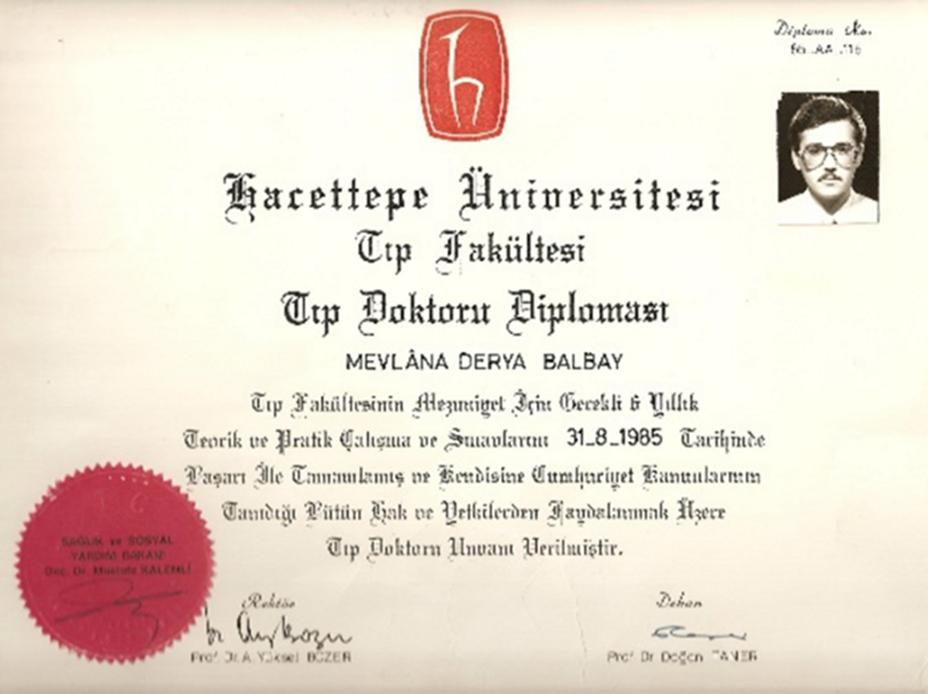 Diploma No.
Hacettepe Üniversitesi
Tıp Fakültesi
Tıp Doktoru Diploması
MEVLÂNA DERYA BALBAY
Tıp Fakültesinin Mezuniyet İçin Gerekli 6 Yıllık
Teorik ve Pratik Çalışma ve Sınavlarını 31_8_1985 Tarihinde
Başarı İle Tamamlamış ve Kendisine Cumhuriyet Kanunlarının
Tanıdığı Bütün Hak ve Yetkilerden Faydalanmak Üzere
Tıp Doktoru Unvanı Verilmiştir.
SAĞLIK ve SOSYAL
YARDIM BAKANI
Doç. Dr. Mustafa KALEMLİ
Rektör
Prof. Dr. A. Yüksel BOZER
Dekan
Prof. Dr. Doğan TANER